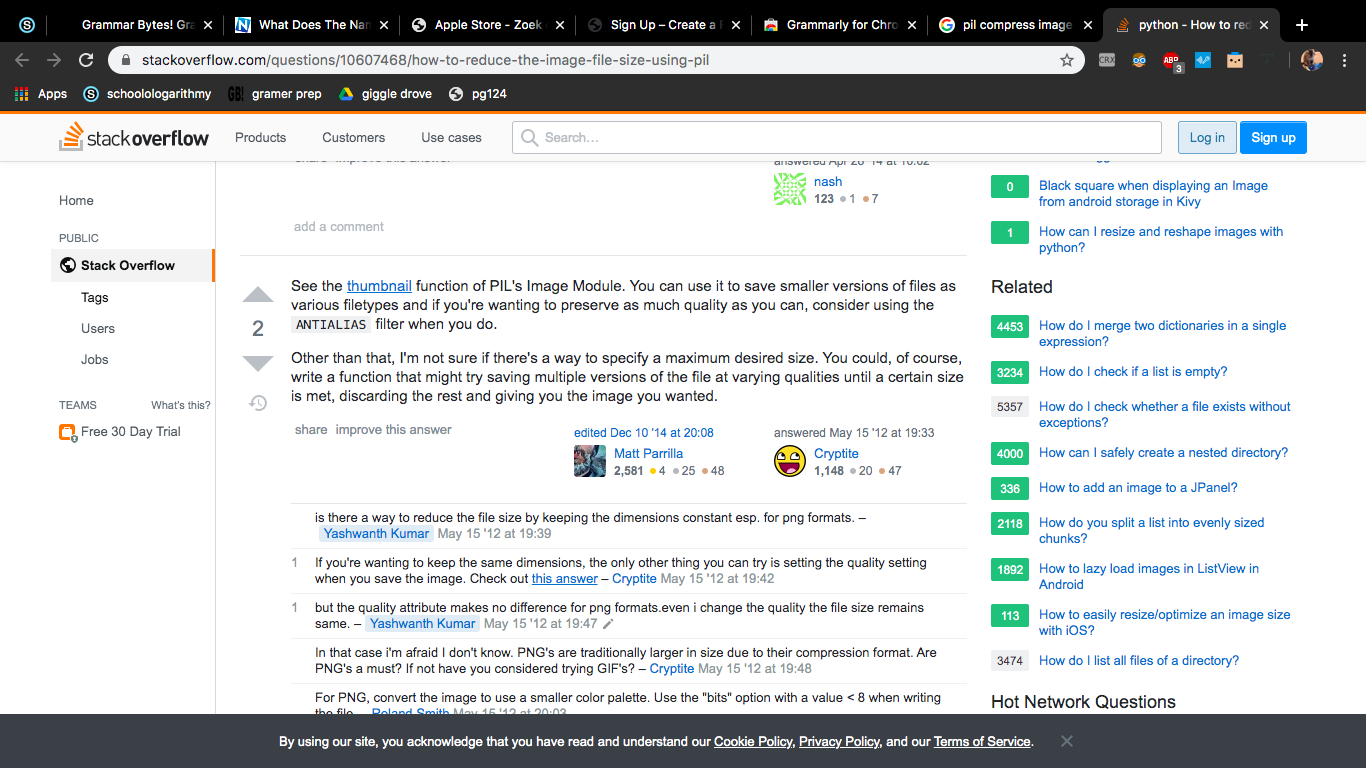 Grammar Bytes! Gra
What Does The Nan
Apple Store - Zoek
Sign Up – Create a F
Grammarly for Chro
pil compress image
python - How to red
stackoverflow.com/questions/10607468/how-to-reduce-the-image-file-size-using-pil
CRX
ABP
3
Apps
schoolologarithmy
GB!
gramer prep
giggle drove
pg124
stackoverflow
Products
Customers
Use cases
Search...
Log in
Sign up
Home
PUBLIC
Stack Overflow
Tags
Users
Jobs
TEAMS
What's this?
Free 30 Day Trial
share improve this answer
answered Apr 26 '14 at 16:02
nash
123 1 7
add a comment
2
See the thumbnail function of PIL's Image Module. You can use it to save smaller versions of files as
various filetypes and if you're wanting to preserve as much quality as you can, consider using the
ANTIALIAS filter when you do.
Other than that, I'm not sure if there's a way to specify a maximum desired size. You could, of course,
write a function that might try saving multiple versions of the file at varying qualities until a certain size
is met, discarding the rest and giving you the image you wanted.
share improve this answer
edited Dec 10 '14 at 20:08
Matt Parrilla
2,581 4 25 48
answered May 15 '12 at 19:33
Cryptite
1,148 20 47
is there a way to reduce the file size by keeping the dimensions constant esp. for png formats. –
Yashwanth Kumar May 15 '12 at 19:39
1 If you're wanting to keep the same dimensions, the only other thing you can try is setting the quality setting
when you save the image. Check out this answer – Cryptite May 15 '12 at 19:42
1 but the quality attribute makes no difference for png formats.even i change the quality the file size remains
same. – Yashwanth Kumar May 15 '12 at 19:47
In that case i'm afraid I don't know. PNG's are traditionally larger in size due to their compression format. Are
PNG's a must? If not have you considered trying GIF's? – Cryptite May 15 '12 at 19:48
For PNG, convert the image to use a smaller color palette. Use the "bits" option with a value < 8 when writing
the file. – Roland Smith May 15 '12 at 20:03
0 Black square when displaying an Image
from android storage in Kivy
1 How can I resize and reshape images with
python?
Related
4453 How do I merge two dictionaries in a single
expression?
3234 How do I check if a list is empty?
5357 How do I check whether a file exists without
exceptions?
4000 How can I safely create a nested directory?
336 How to add an image to a JPanel?
2118 How do you split a list into evenly sized
chunks?
1892 How to lazy load images in ListView in
Android
113 How to easily resize/optimize an image size
with iOS?
3474 How do I list all files of a directory?
Hot Network Questions
By using our site, you acknowledge that you have read and understand our Cookie Policy, Privacy Policy, and our Terms of Service.